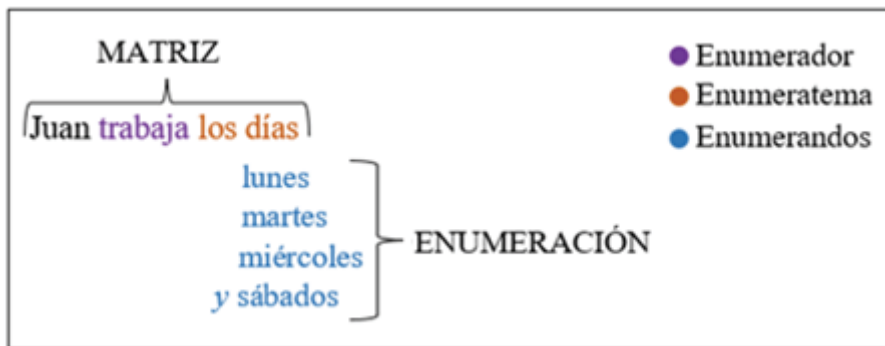 MATRIZ
Juan trabaja los días
lunes
martes
miércoles
y sábados
ENUMERACIÓN
Enumerador
Enumeratema
Enumerandos